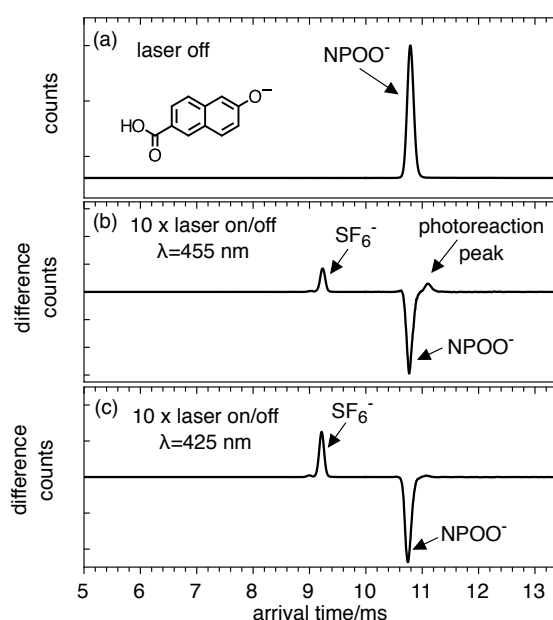 (a)
laser off
NPOO⁻
O⁻
HO
O
counts
(b)
10 x laser on/off
λ=455 nm
SF₆⁻
photoreaction
peak
NPOO⁻
difference
counts
(c)
10 x laser on/off
λ=425 nm
SF₆⁻
NPOO⁻
difference
counts
5 6 7 8 9 10 11 12 13
arrival time/ms